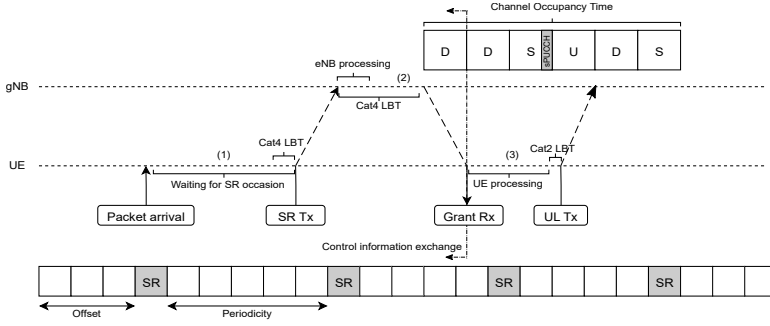 Channel Occupancy Time
D D S sPUCCH U D S
eNB processing
(2)
gNB
Cat4 LBT
Cat4 LBT
(1)
(3)
Cat2 LBT
UE
Waiting for SR occasion
UE processing
Packet arrival
SR Tx
Grant Rx
UL Tx
Control information exchange
SR SR SR SR
Offset
Periodicity